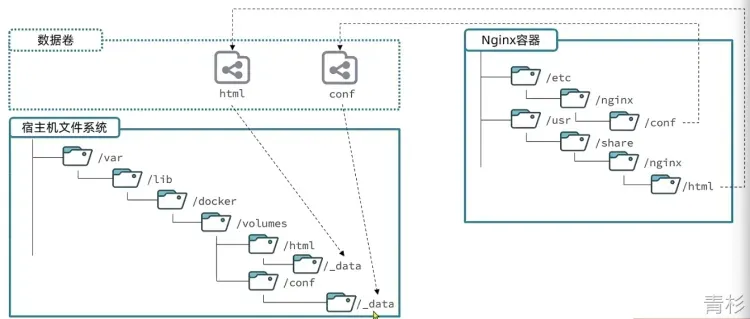 数据卷
html
conf
宿主机文件系统
/var
/lib
/docker
/volumes
/html
/_data
/conf
/_data
Nginx容器
/etc
/nginx
/conf
/usr
/share
/nginx
/html
青杉